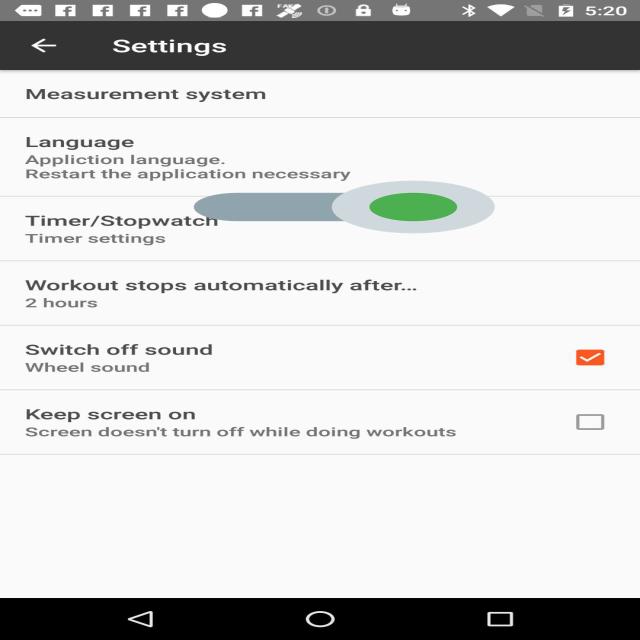 5:20
Settings
Measurement system
Language
Appliction language.
Restart the application necessary
Timer/Stopwatch
Timer settings
Workout stops automatically after...
2 hours
Switch off sound
Wheel sound
Keep screen on
Screen doesn't turn off while doing workouts